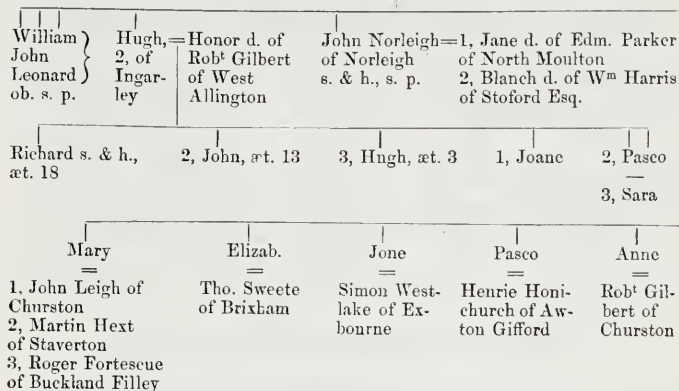 William
John
Leonard
ob. s. p.
Hugh,
2, of
Ingar-
ley
= Honor d. of
Robᵗ Gilbert
of West
Allington
John Norleigh
of Norleigh
s. & h., s. p.
= 1, Jane d. of Edm. Parker
of North Moulton
2, Blanch d. of Wᵐ Harris
of Stoford Esq.
Richard s. & h.,
æt. 18
2, John, æt. 13
3, Hugh, æt. 3
1, Joane
2, Pasco
3, Sara
Mary
=
1, John Leigh of
Churston
2, Martin Hext
of Staverton
3, Roger Fortescue
of Buckland Filley
Elizab.
=
Tho. Sweete
of Brixham
Jone
=
Simon West-
lake of Ex-
bourne
Pasco
=
Henrie Honi-
church of Aw-
ton Gifford
Anne
=
Robᵗ Gil-
bert of
Churston